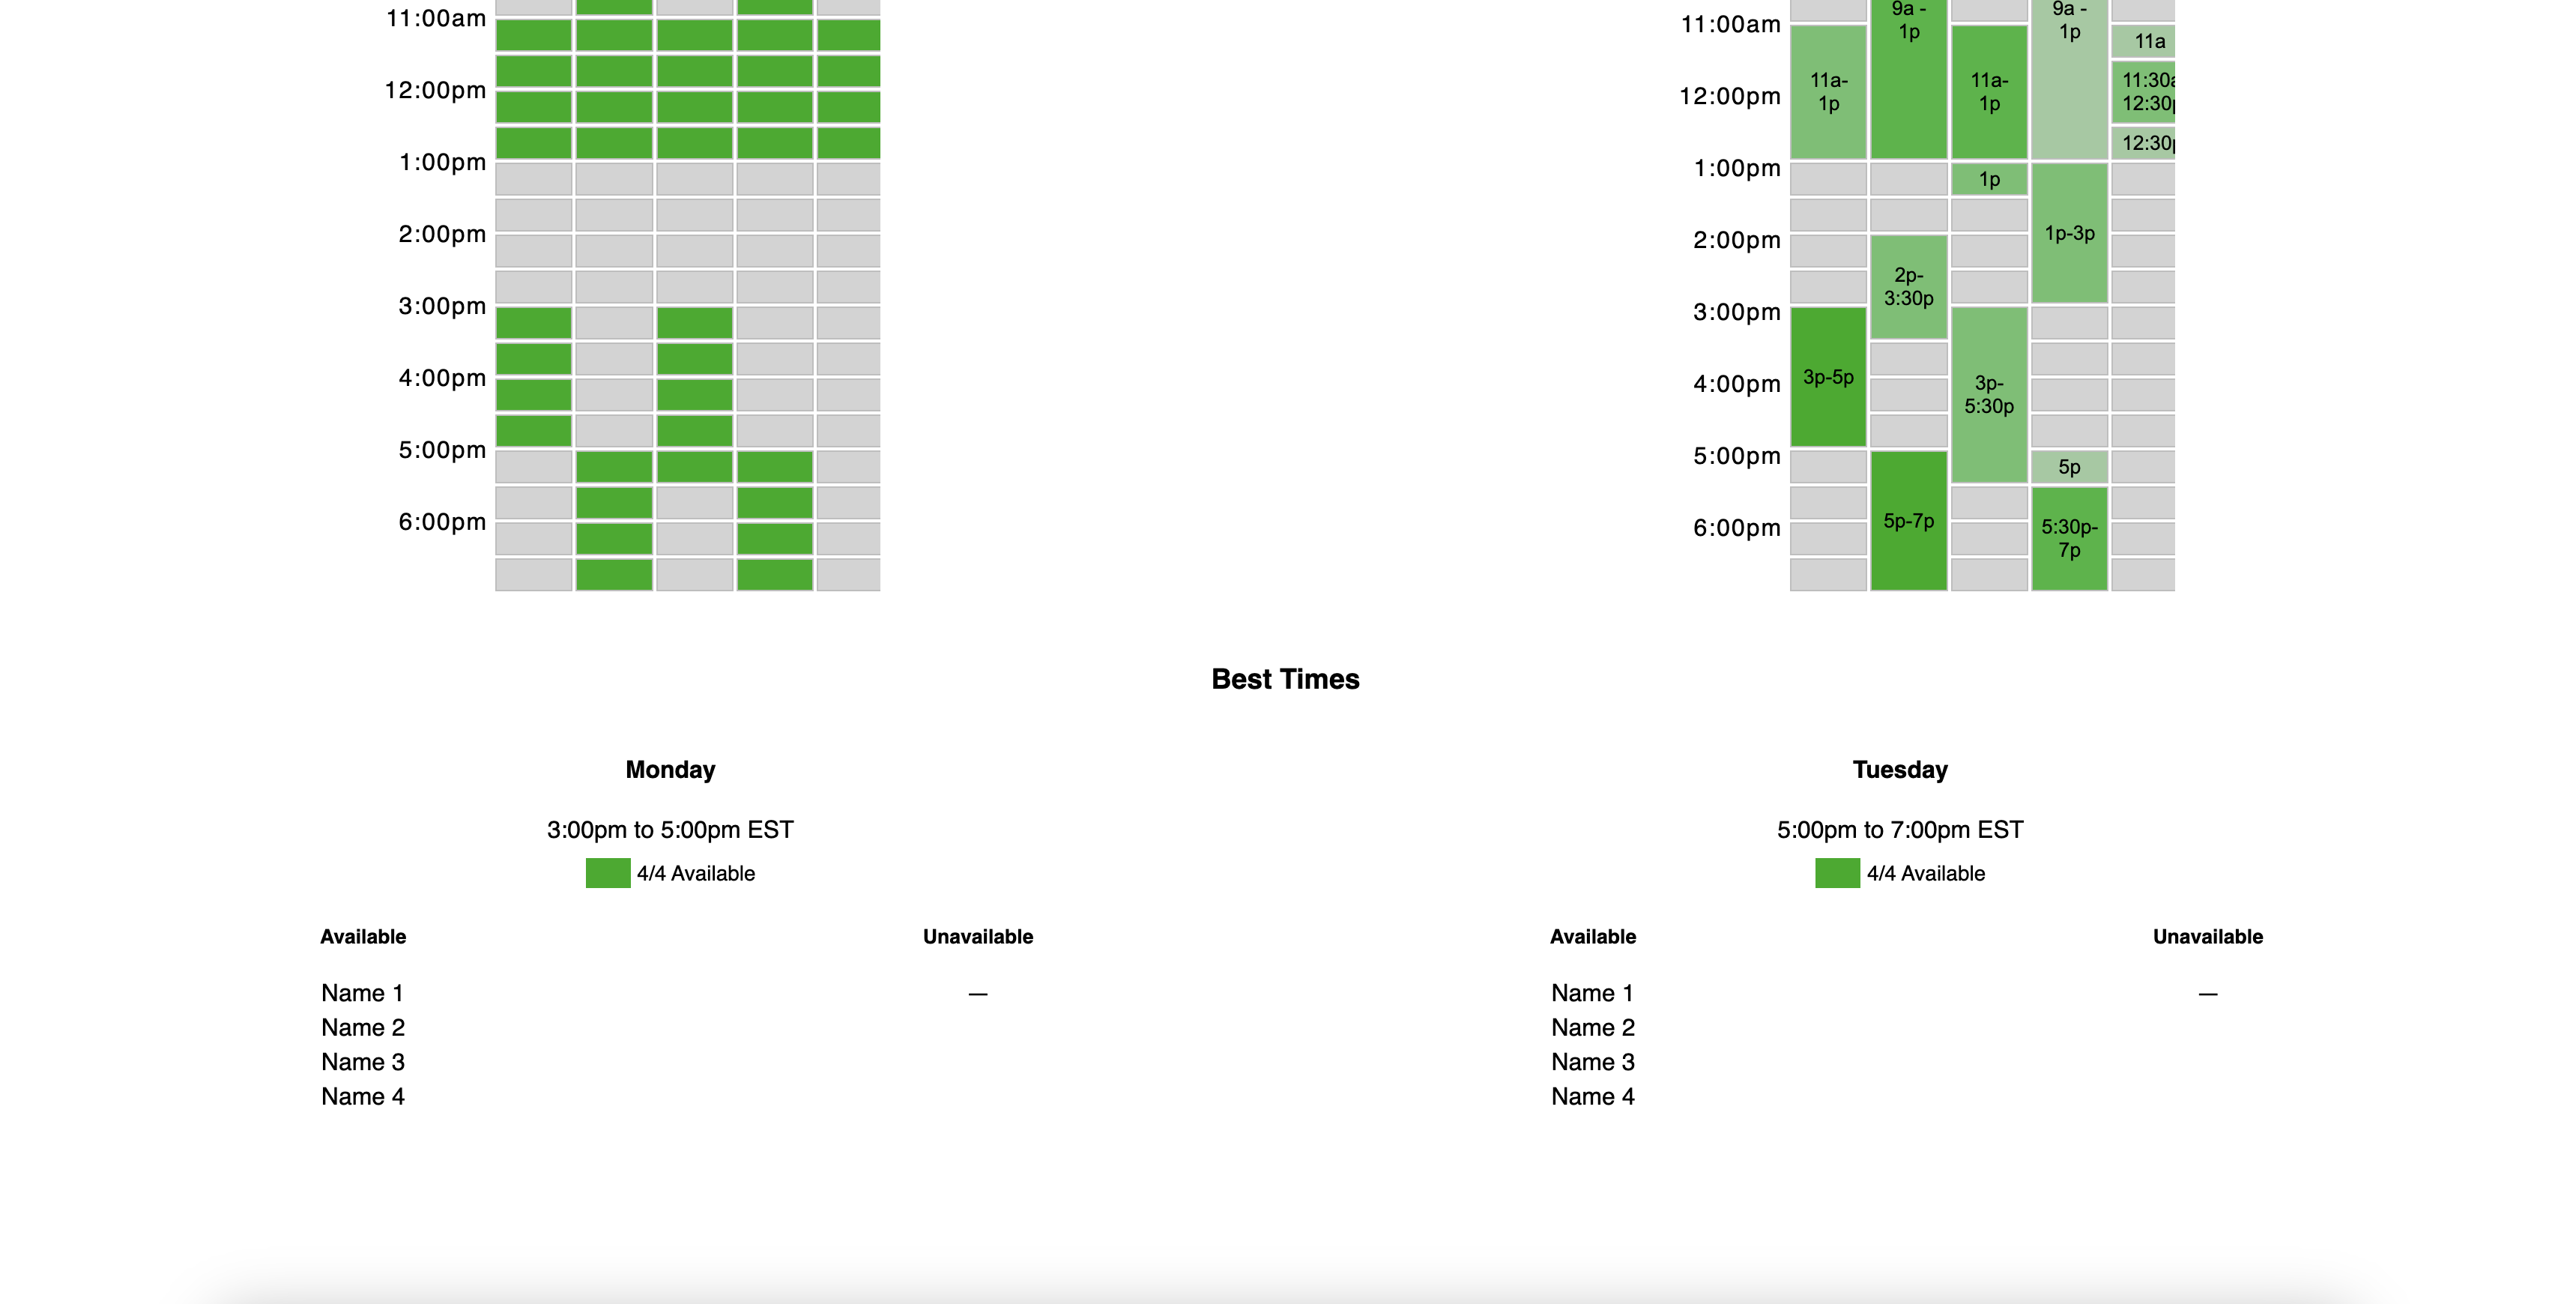 11:00am
12:00pm
1:00pm
2:00pm
3:00pm
4:00pm
5:00pm
6:00pm
11:00am
12:00pm
1:00pm
2:00pm
3:00pm
4:00pm
5:00pm
6:00pm
11a-
1p
3p-5p
9a -
1p
2p-
3:30p
5p-7p
11a-
1p
1p
3p-
5:30p
9a -
1p
1p-3p
5p
5:30p-
7p
11a
11:30a
12:30p
12:30p
Best Times
Monday
3:00pm to 5:00pm EST
4/4 Available
Available
Unavailable
Name 1
—
Name 2
Name 3
Name 4
Tuesday
5:00pm to 7:00pm EST
4/4 Available
Available
Unavailable
Name 1
—
Name 2
Name 3
Name 4